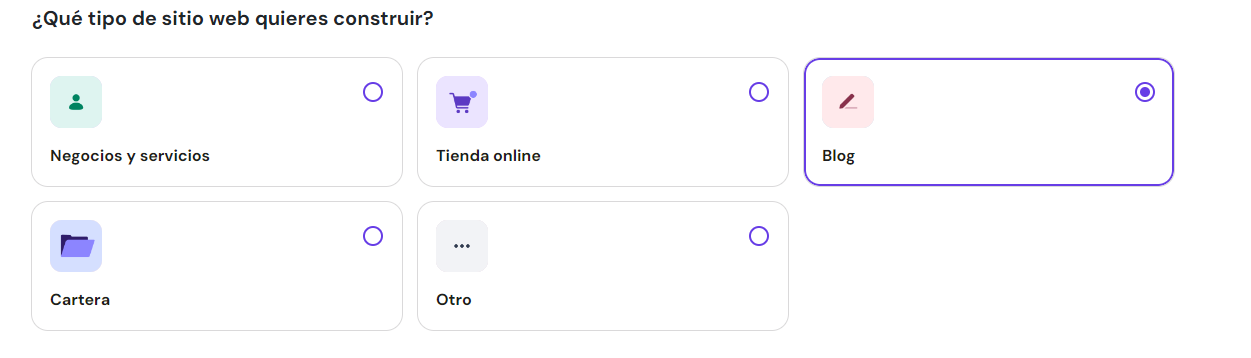 ¿Qué tipo de sitio web quieres construir?
Negocios y servicios
Tienda online
Blog
Cartera
Otro